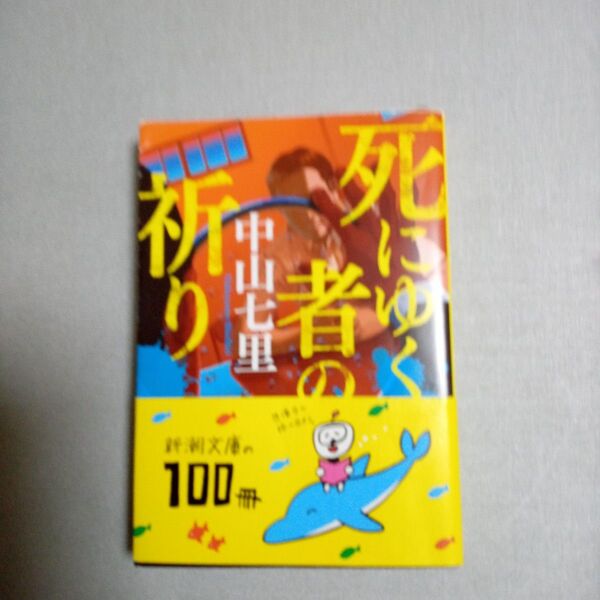 死にゆく
者の
祈り
中山七里
新潮文庫の
100冊